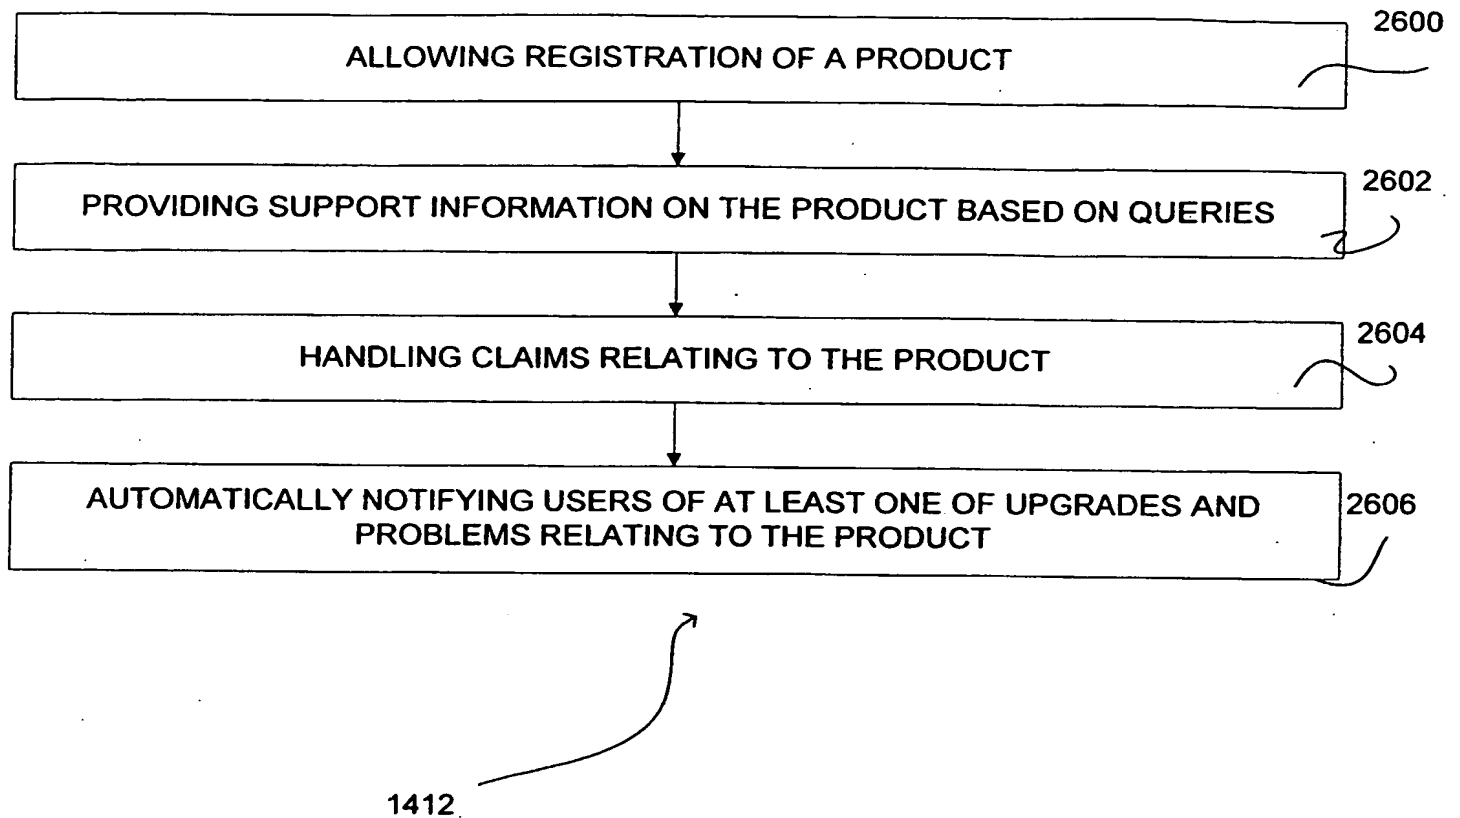 2600
ALLOWING REGISTRATION OF A PRODUCT
2602
PROVIDING SUPPORT INFORMATION ON THE PRODUCT BASED ON QUERIES
2604
HANDLING CLAIMS RELATING TO THE PRODUCT
2606
AUTOMATICALLY NOTIFYING USERS OF AT LEAST ONE OF UPGRADES AND
PROBLEMS RELATING TO THE PRODUCT
1412